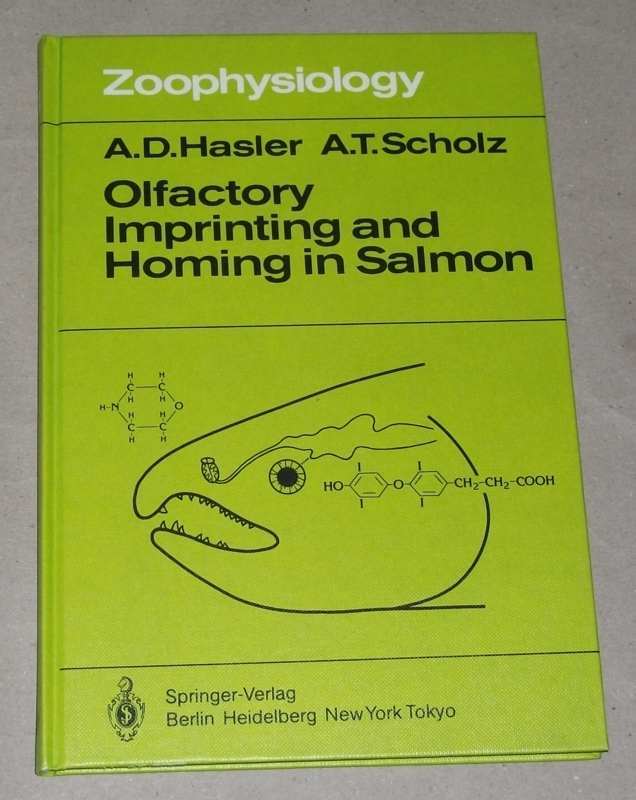 Zoophysiology
A.D.Hasler A.T.Scholz
Olfactory
Imprinting and
Homing in Salmon
H H
C C
H H
H-N O
H H
C C
H H
I I
HO O CH2-CH2-COOH
I I
Springer-Verlag
Berlin Heidelberg New York Tokyo